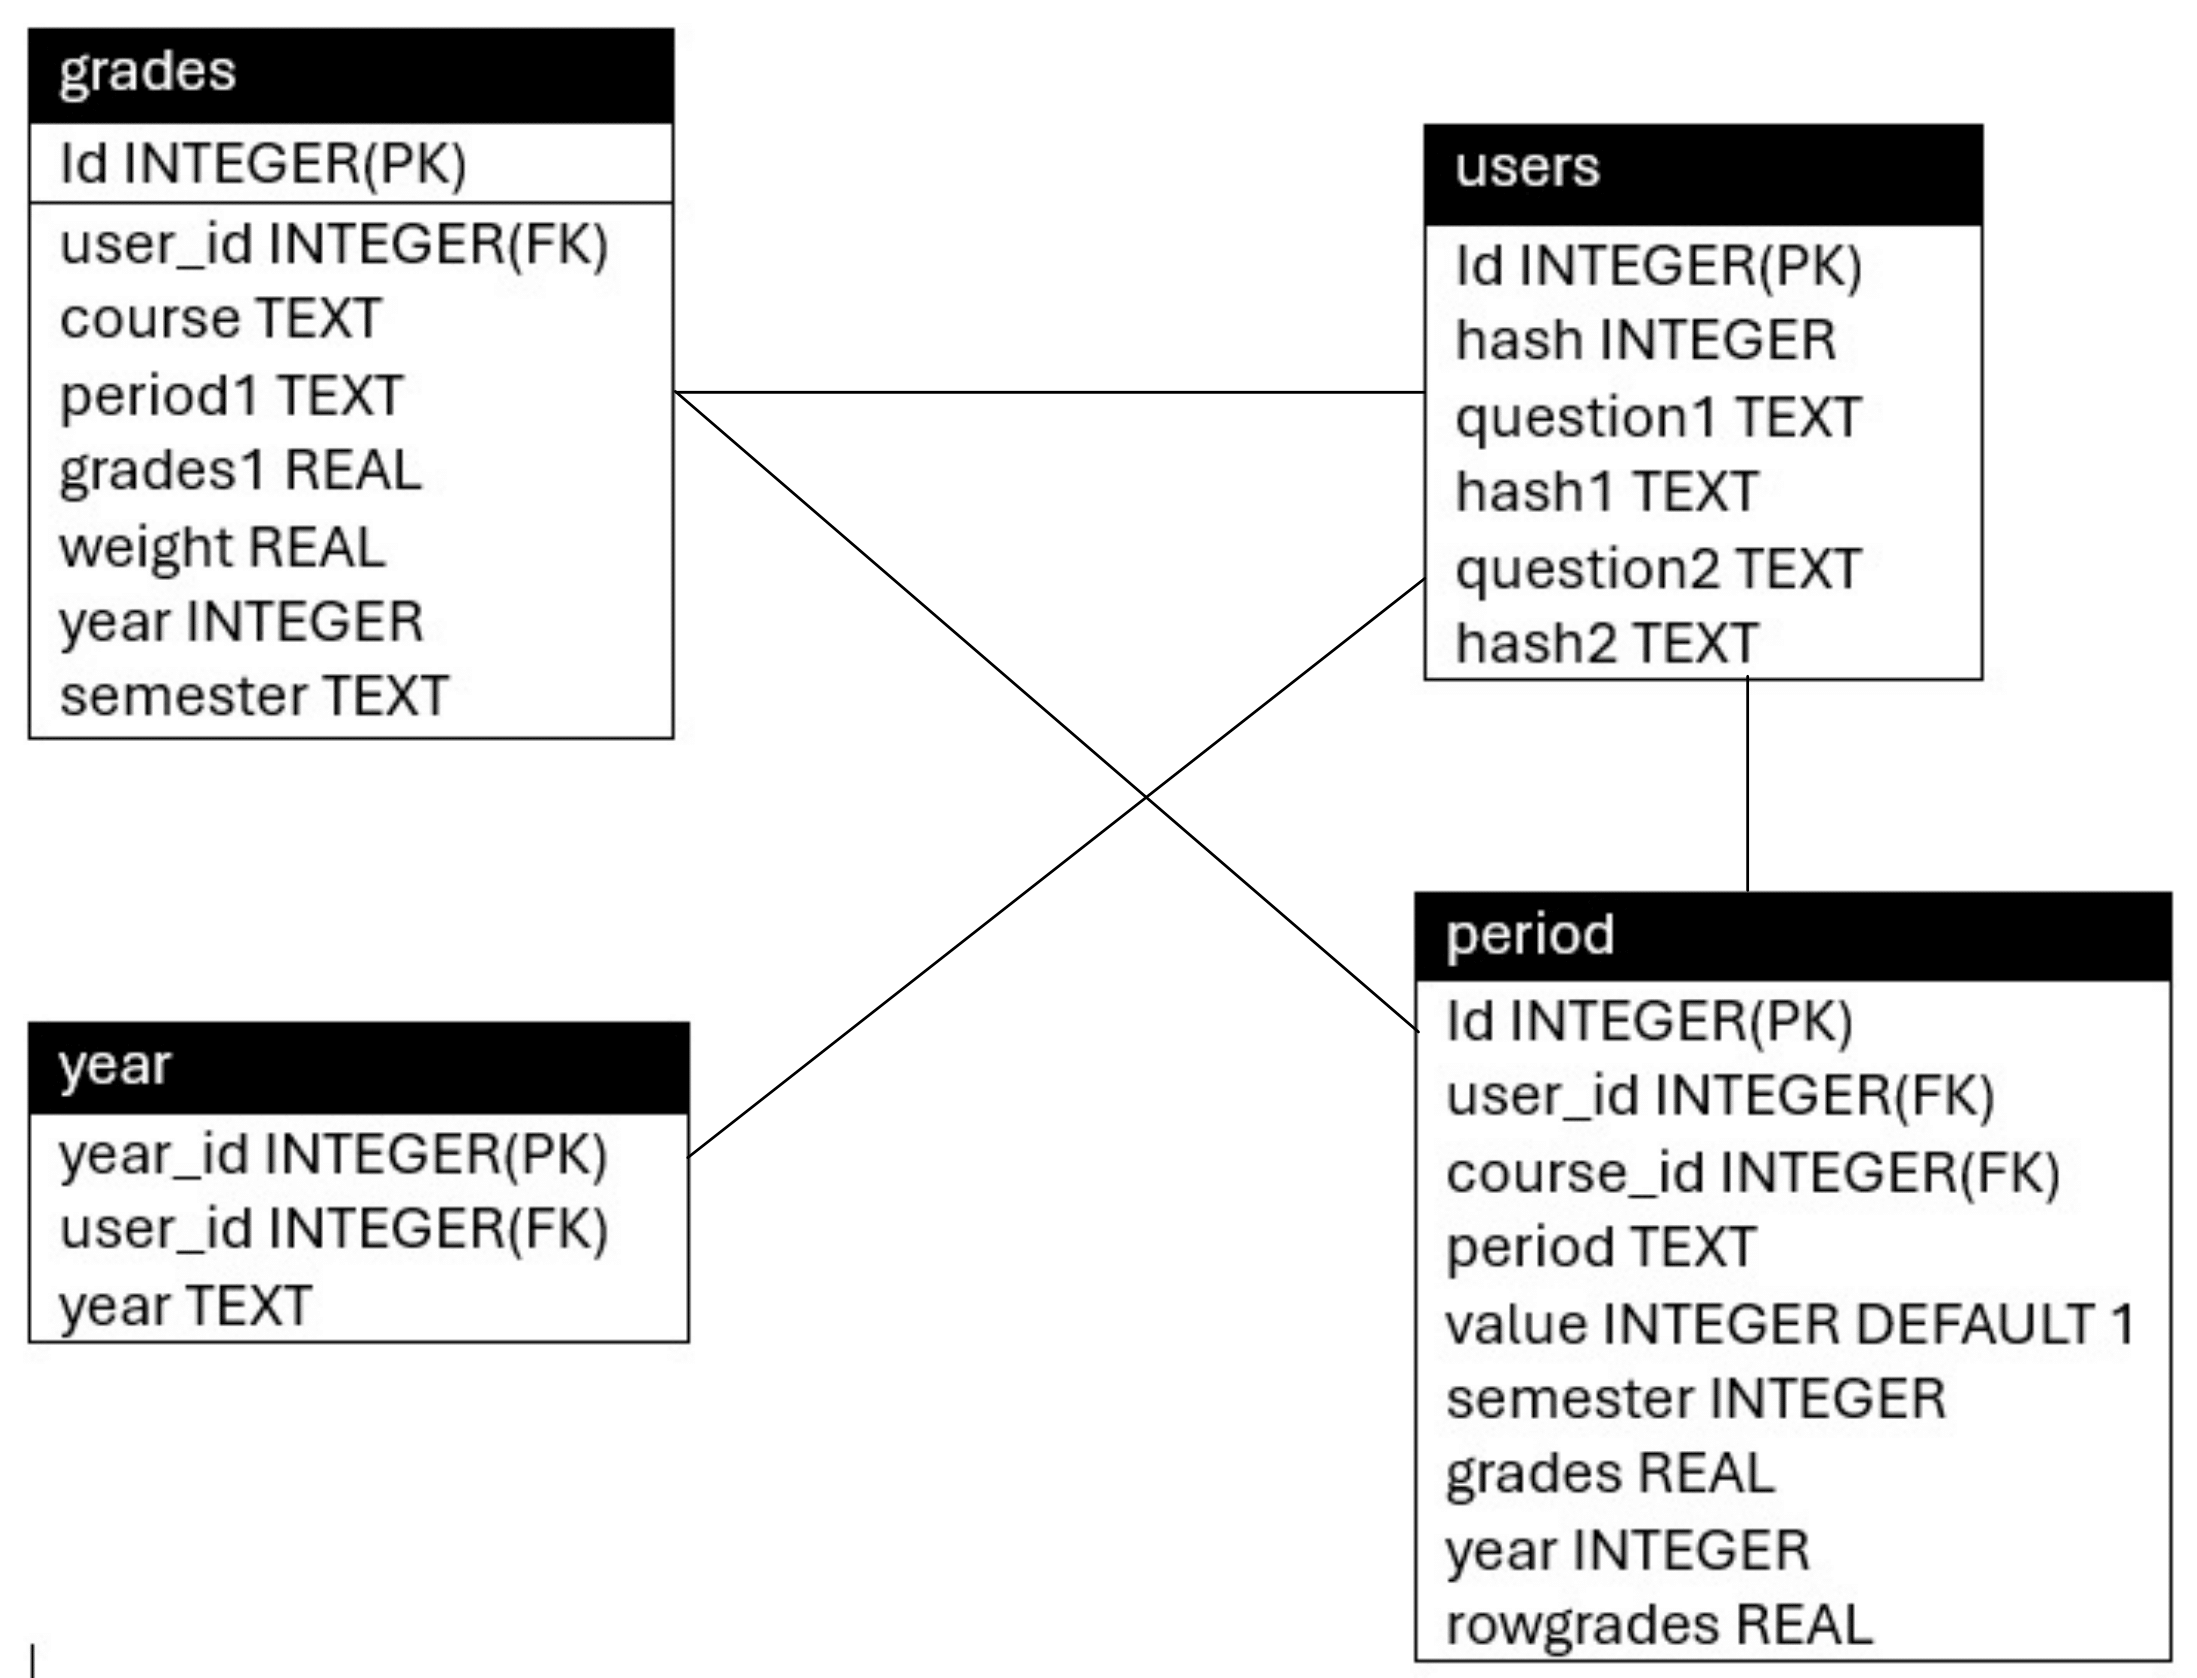 grades
Id INTEGER(PK)
user_id INTEGER(FK)
course TEXT
period1 TEXT
grades1 REAL
weight REAL
year INTEGER
semester TEXT
users
Id INTEGER(PK)
hash INTEGER
question1 TEXT
hash1 TEXT
question2 TEXT
hash2 TEXT
year
year_id INTEGER(PK)
user_id INTEGER(FK)
year TEXT
period
Id INTEGER(PK)
user_id INTEGER(FK)
course_id INTEGER(FK)
period TEXT
value INTEGER DEFAULT 1
semester INTEGER
grades REAL
year INTEGER
rowgrades REAL